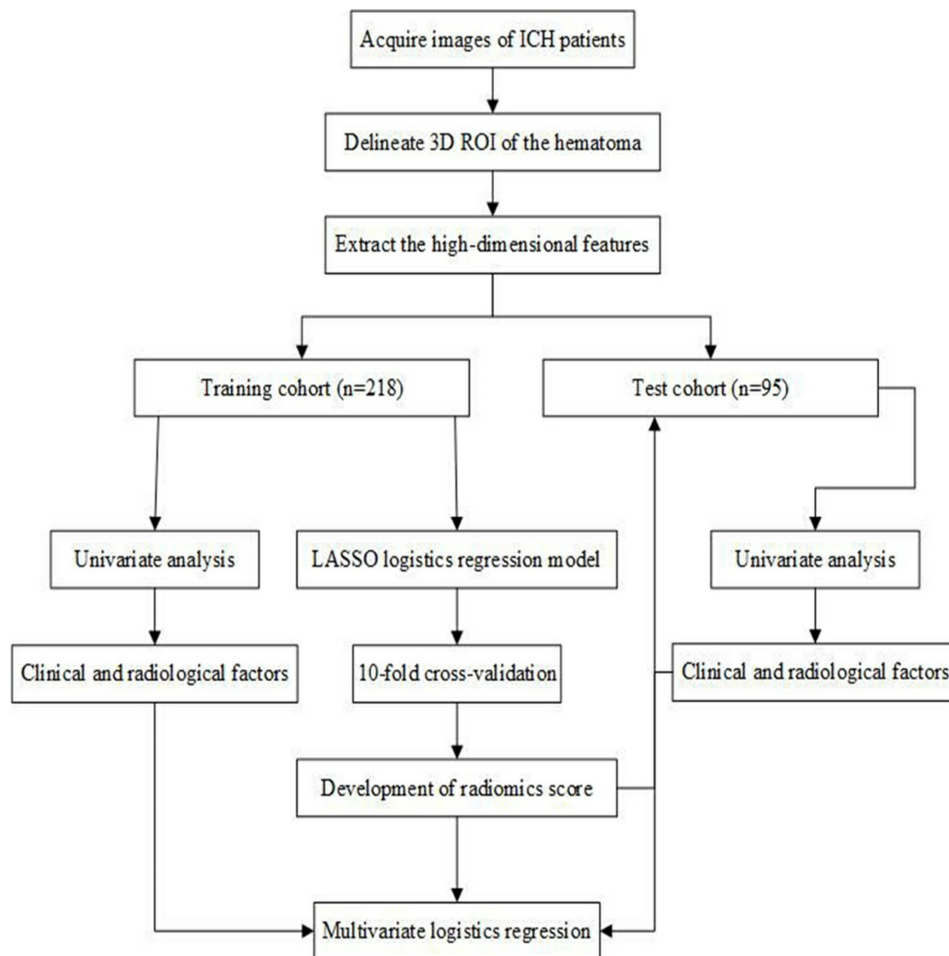 Acquire images of ICH patients
Delineate 3D ROI of the hematoma
Extract the high-dimensional features
Training cohort (n=218)
Test cohort (n=95)
Univariate analysis
LASSO logistics regression model
Univariate analysis
Clinical and radiological factors
10-fold cross-validation
Clinical and radiological factors
Development of radiomics score
Multivariate logistics regression